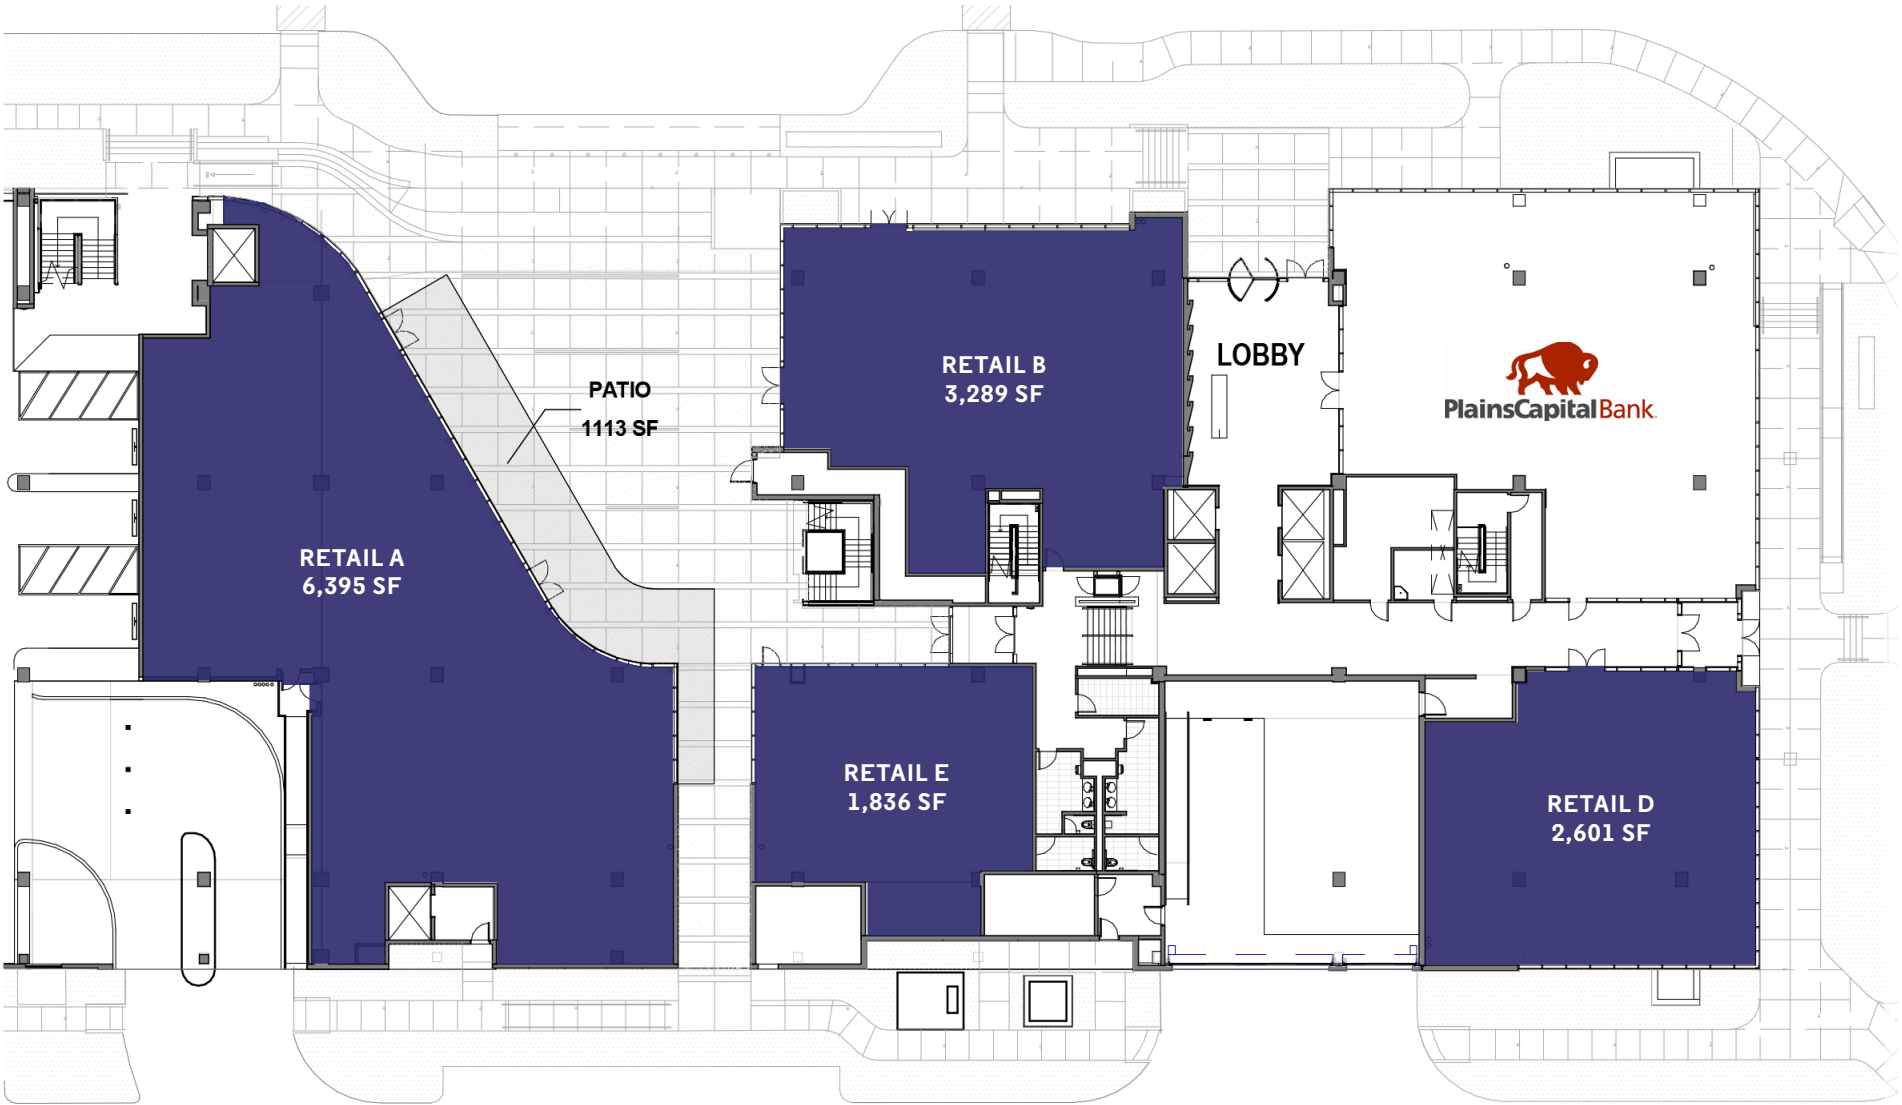 PATIO
1113 SF
RETAIL B
3,289 SF
LOBBY
PlainsCapitalBank
RETAIL A
6,395 SF
RETAIL E
1,836 SF
RETAIL D
2,601 SF